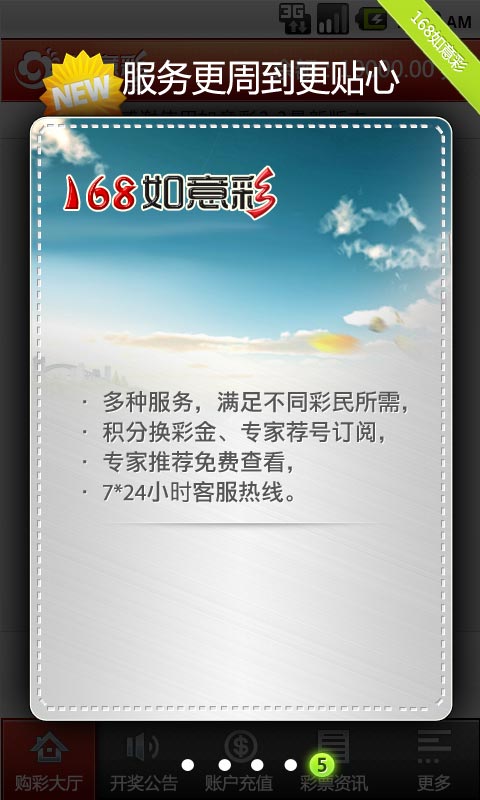 3G
AM
168如意彩
NEW 服务更周到更贴心
168如意彩
· 多种服务，满足不同彩民所需，
· 积分换彩金、专家荐号订阅，
· 专家推荐免费查看，
· 7*24小时客服热线。
5
购彩大厅 开奖公告 账户充值 彩票资讯 更多